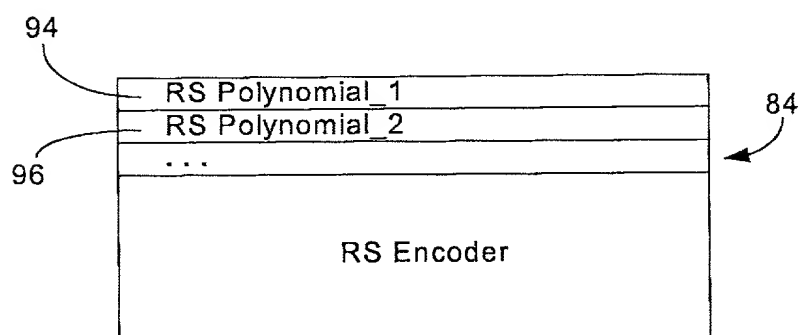 94
RS Polynomial_1
RS Polynomial_2
84
96
...
RS Encoder